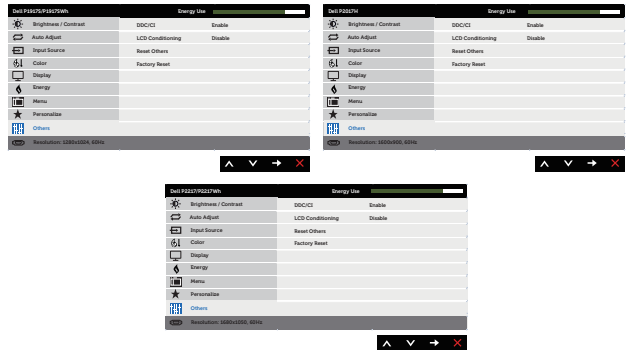 Dell P1917S/P1917SWh Energy Use
Brightness / Contrast DDC/CI Enable
Auto Adjust LCD Conditioning Disable
Input Source Reset Others
Color Factory Reset
Display
Energy
Menu
Personalize
Others
Resolution: 1280x1024, 60Hz
Dell P2017H Energy Use
Brightness / Contrast DDC/CI Enable
Auto Adjust LCD Conditioning Disable
Input Source Reset Others
Color Factory Reset
Display
Energy
Menu
Personalize
Others
Resolution: 1600x900, 60Hz
Dell P2217/P2217Wh Energy Use
Brightness / Contrast DDC/CI Enable
Auto Adjust LCD Conditioning Disable
Input Source Reset Others
Color Factory Reset
Display
Energy
Menu
Personalize
Others
Resolution: 1680x1050, 60Hz